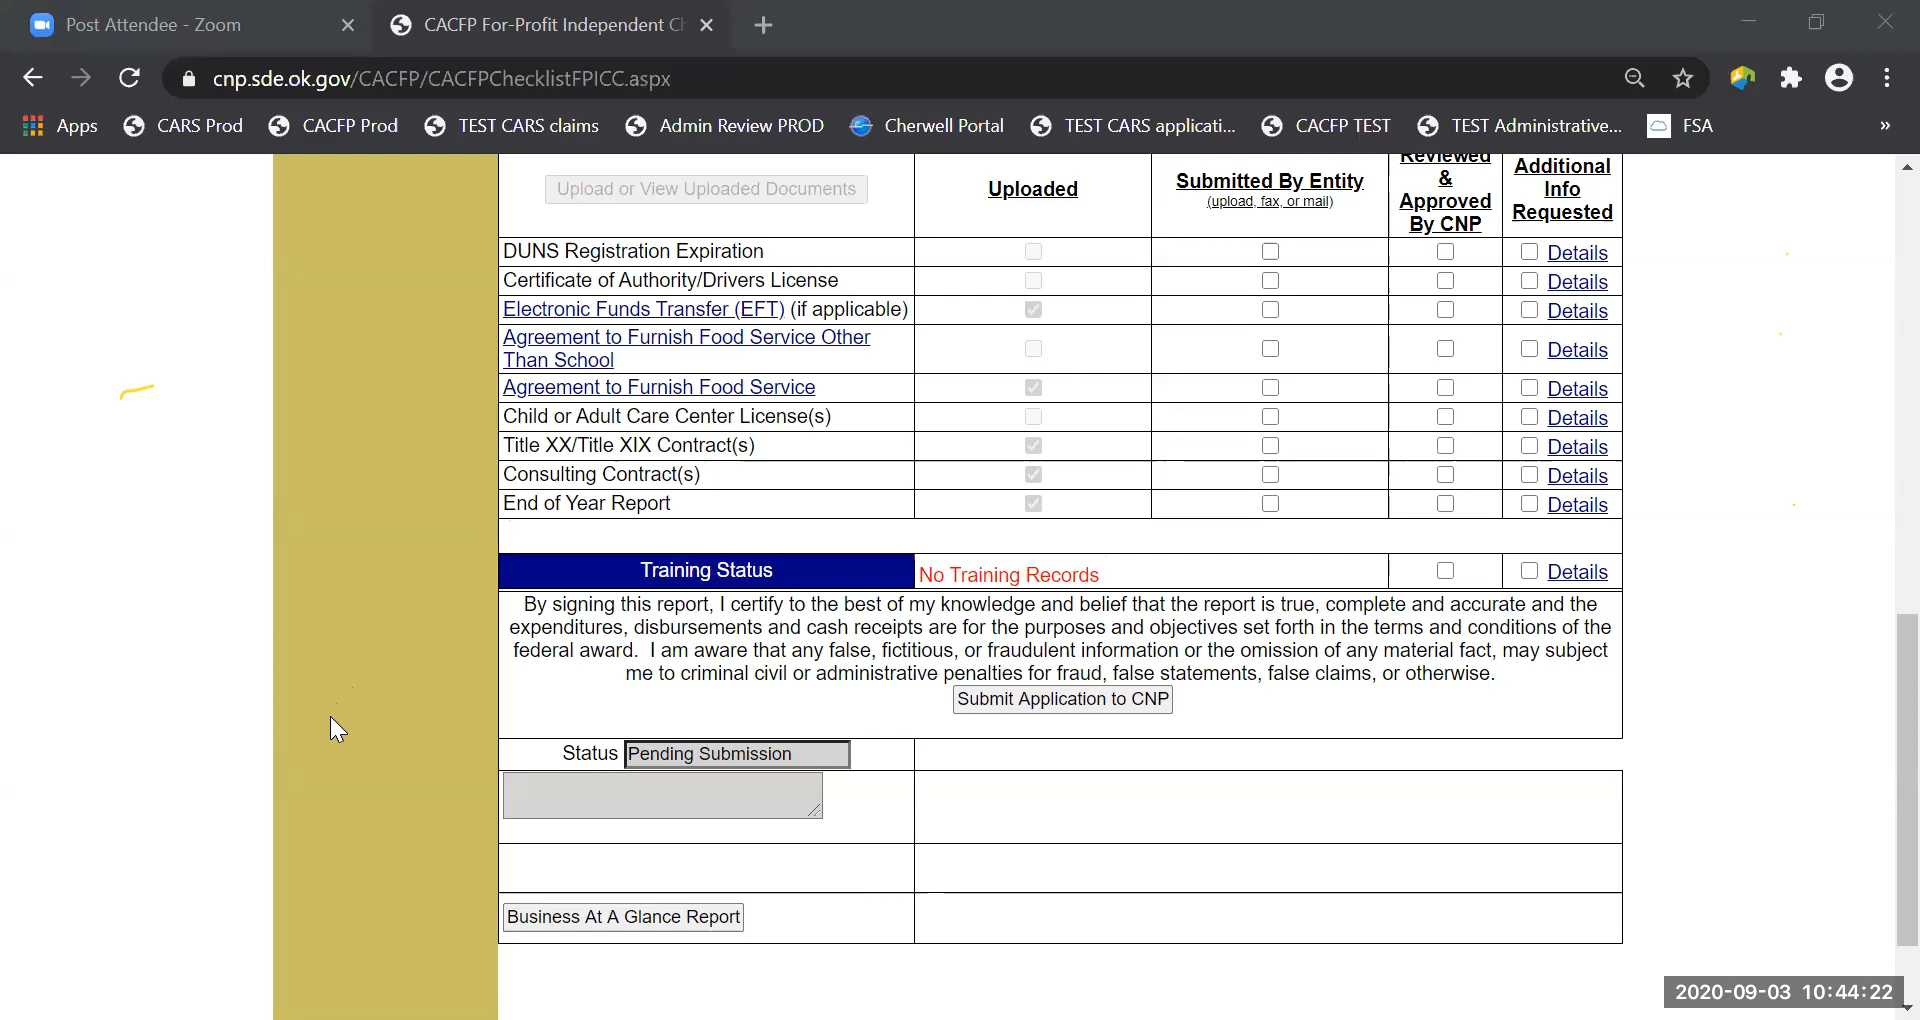 Post Attendee - Zoom
CACFP For-Profit Independent Ch
cnp.sde.ok.gov/CACFP/CACFPChecklistFPICC.aspx
Apps
CARS Prod
CACFP Prod
TEST CARS claims
Admin Review PROD
Cherwell Portal
TEST CARS applicati...
CACFP TEST
TEST Administrative...
FSA
»
Upload or View Uploaded Documents
Uploaded
Submitted By Entity
(upload, fax, or mail)
Reviewed
&
Approved
By CNP
Additional
Info
Requested
DUNS Registration Expiration
Details
Certificate of Authority/Drivers License
Details
Electronic Funds Transfer (EFT) (if applicable)
Details
Agreement to Furnish Food Service Other
Than School
Details
Agreement to Furnish Food Service
Details
Child or Adult Care Center License(s)
Details
Title XX/Title XIX Contract(s)
Details
Consulting Contract(s)
Details
End of Year Report
Details
Training Status
No Training Records
Details
By signing this report, I certify to the best of my knowledge and belief that the report is true, complete and accurate and the
expenditures, disbursements and cash receipts are for the purposes and objectives set forth in the terms and conditions of the
federal award.  I am aware that any false, fictitious, or fraudulent information or the omission of any material fact, may subject
me to criminal civil or administrative penalties for fraud, false statements, false claims, or otherwise.
Submit Application to CNP
Status Pending Submission
Business At A Glance Report
2020-09-03 10:44:22